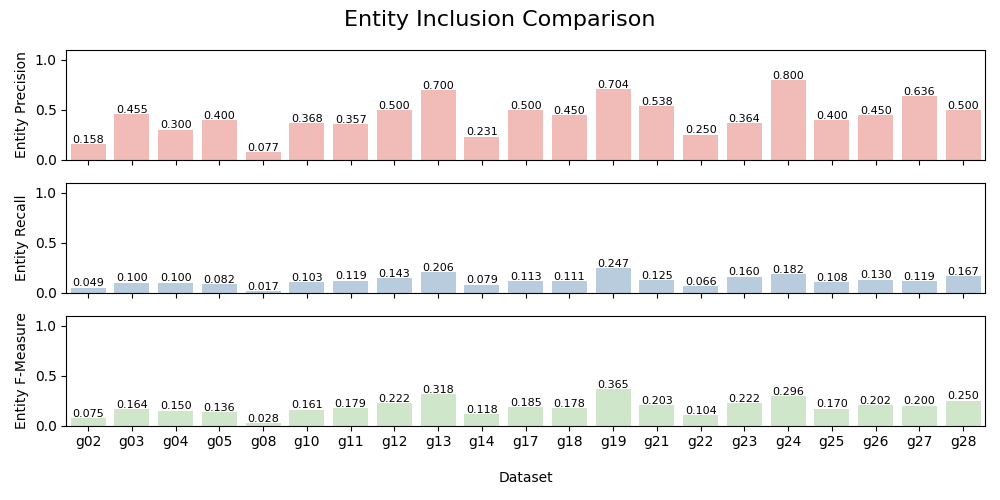 Entity Inclusion Comparison
Entity Precision
1.0
0.5
0.0
0.158 0.455 0.300 0.400 0.077 0.368 0.357 0.500 0.700 0.231 0.500 0.450 0.704 0.538 0.250 0.364 0.800 0.400 0.450 0.636 0.500
Entity Recall
1.0
0.5
0.0
0.049 0.100 0.100 0.082 0.017 0.103 0.119 0.143 0.206 0.079 0.113 0.111 0.247 0.125 0.066 0.160 0.182 0.108 0.130 0.119 0.167
Entity F-Measure
1.0
0.5
0.0
0.075 0.164 0.150 0.136 0.028 0.161 0.179 0.222 0.318 0.118 0.185 0.178 0.365 0.203 0.104 0.222 0.296 0.170 0.202 0.200 0.250
g02 g03 g04 g05 g08 g10 g11 g12 g13 g14 g17 g18 g19 g21 g22 g23 g24 g25 g26 g27 g28
Dataset